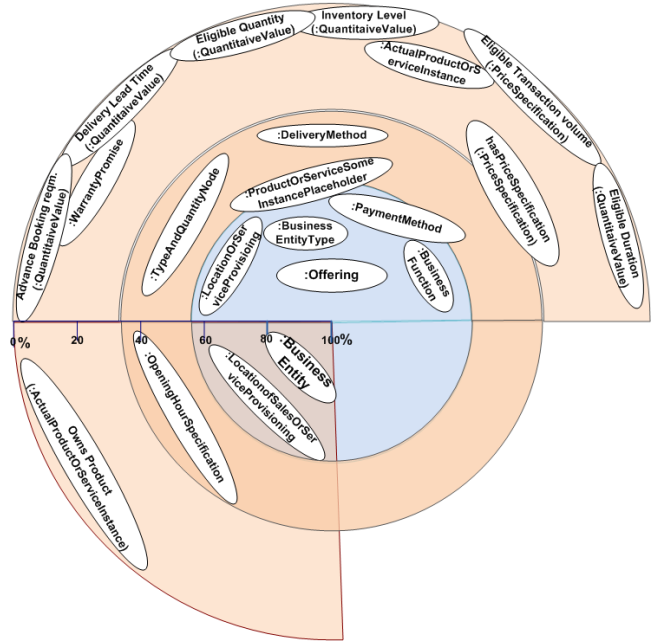 Inventory Level
(:QuantitaiveValue)
Eligible Quantity
(:QuantitaiveValue)
:ActualProductOrS
erviceInstance
Eligible Transaction volume
(:PriceSpecification)
Delivery Lead Time
(:QuantitaiveValue)
:WarrantyPromise
:DeliveryMethod
hasPriceSpecification
(:PriceSpecification)
Advance Booking reqm.
(:QuantitaiveValue)
:TypeAndQuantityNode
:ProductOrServiceSome
InstancePlaceholder
:PaymentMethod
Eligible Duration
(:QuantitaiveValue)
:LocationOrSer
viceProvisioing
:Business
EntityType
:Business
Function
:Offering
0% 20 40 60 80 100%
:Business
Entity
:LocationofSalesOrSer
viceProvisioning
:OpeningHourSpecification
Owns Product
(:ActualProductOrServiceInstance)